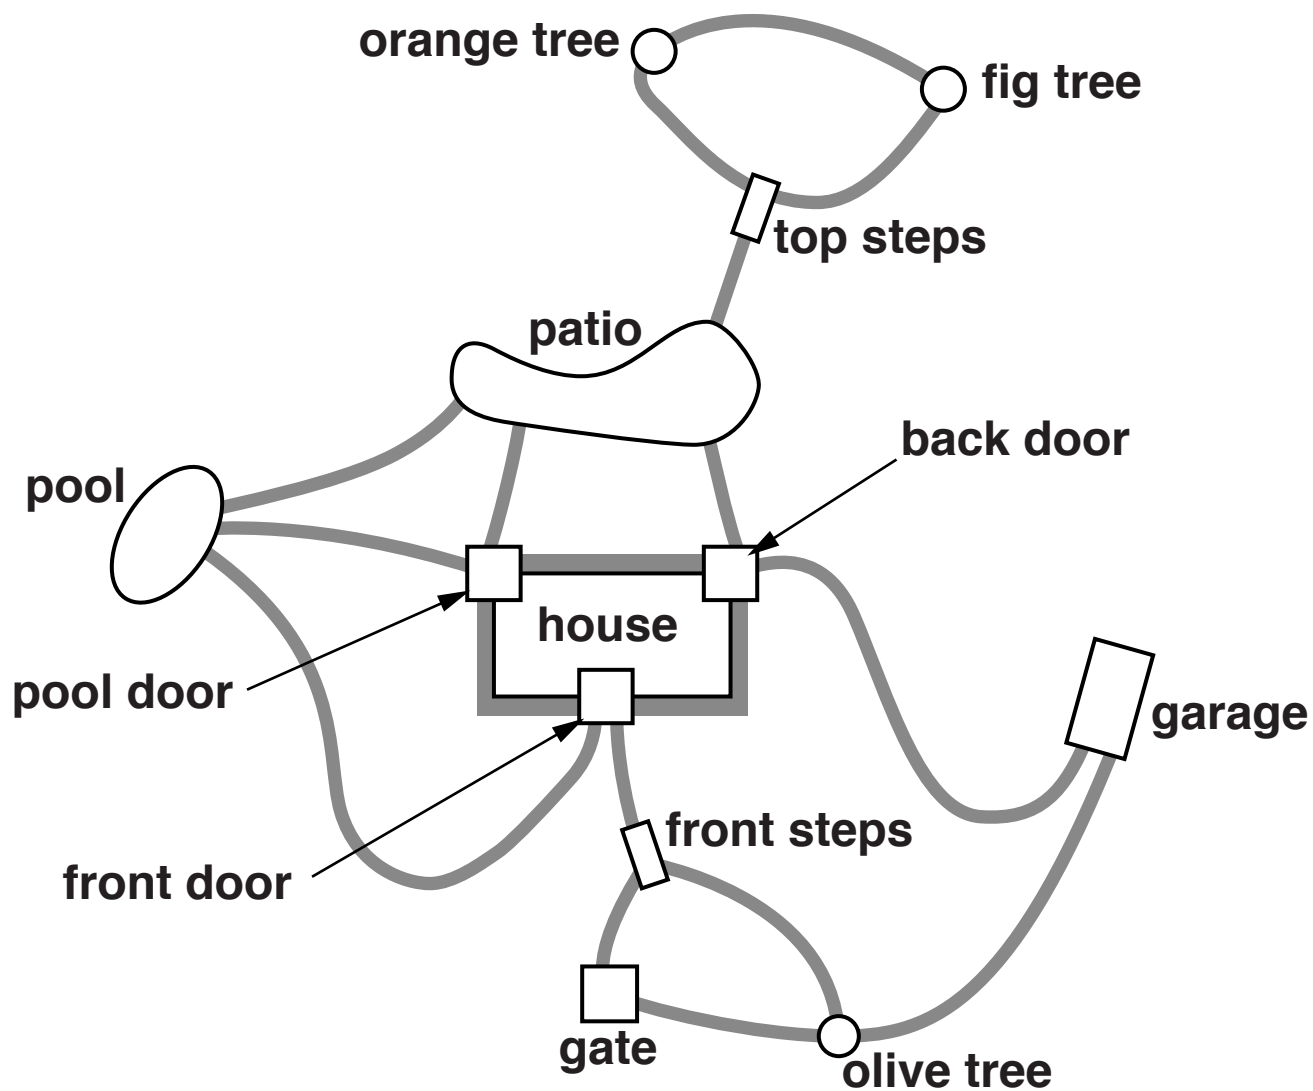 orange tree
fig tree
top steps
patio
back door
pool
house
pool door
garage
front steps
front door
gate
olive tree